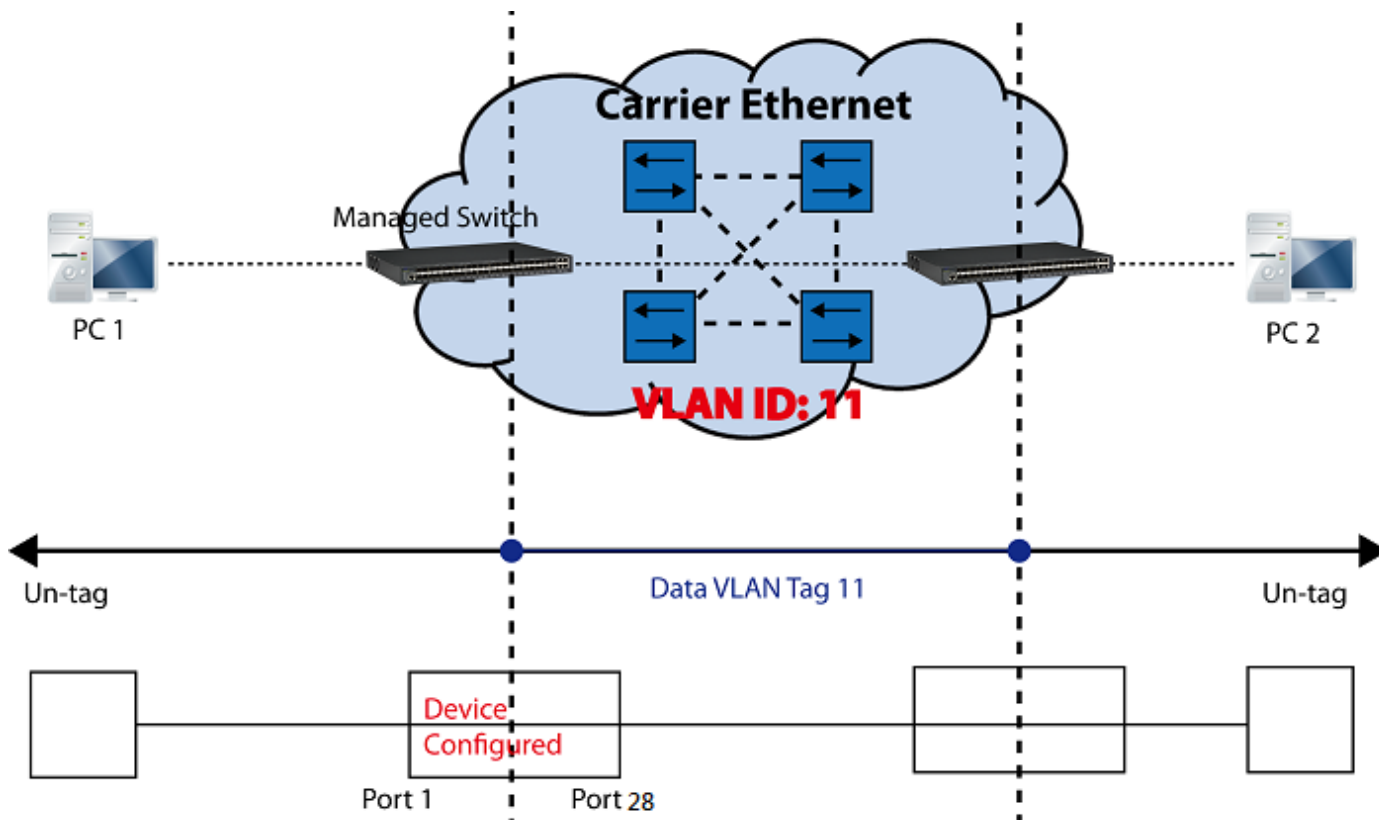 Carrier Ethernet
Managed Switch
PC 1
PC 2
VLAN ID: 11
Un-tag
Data VLAN Tag 11
Un-tag
Device
Configured
Port 1
Port 28